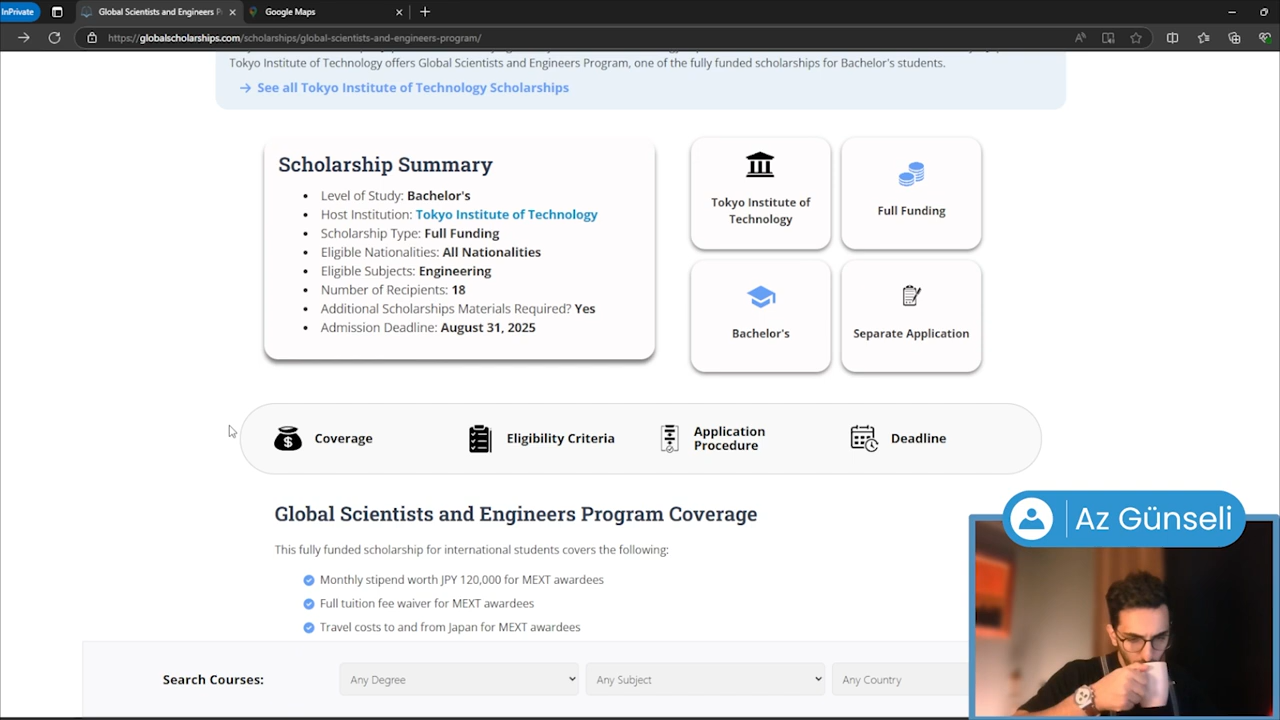 InPrivate
Global Scientists and Engineers P
Google Maps
https://globalscholarships.com/scholarships/global-scientists-and-engineers-program/
Tokyo Institute of Technology offers Global Scientists and Engineers Program, one of the fully funded scholarships for Bachelor's students.
→ See all Tokyo Institute of Technology Scholarships
Scholarship Summary
• Level of Study: Bachelor's
• Host Institution: Tokyo Institute of Technology
• Scholarship Type: Full Funding
• Eligible Nationalities: All Nationalities
• Eligible Subjects: Engineering
• Number of Recipients: 18
• Additional Scholarships Materials Required? Yes
• Admission Deadline: August 31, 2025
Tokyo Institute of
Technology
Full Funding
Bachelor's
Separate Application
Coverage
Eligibility Criteria
Application
Procedure
Deadline
Global Scientists and Engineers Program Coverage
This fully funded scholarship for international students covers the following:
Monthly stipend worth JPY 120,000 for MEXT awardees
Full tuition fee waiver for MEXT awardees
Travel costs to and from Japan for MEXT awardees
Search Courses:
Any Degree
Any Subject
Any Country
Az Günseli